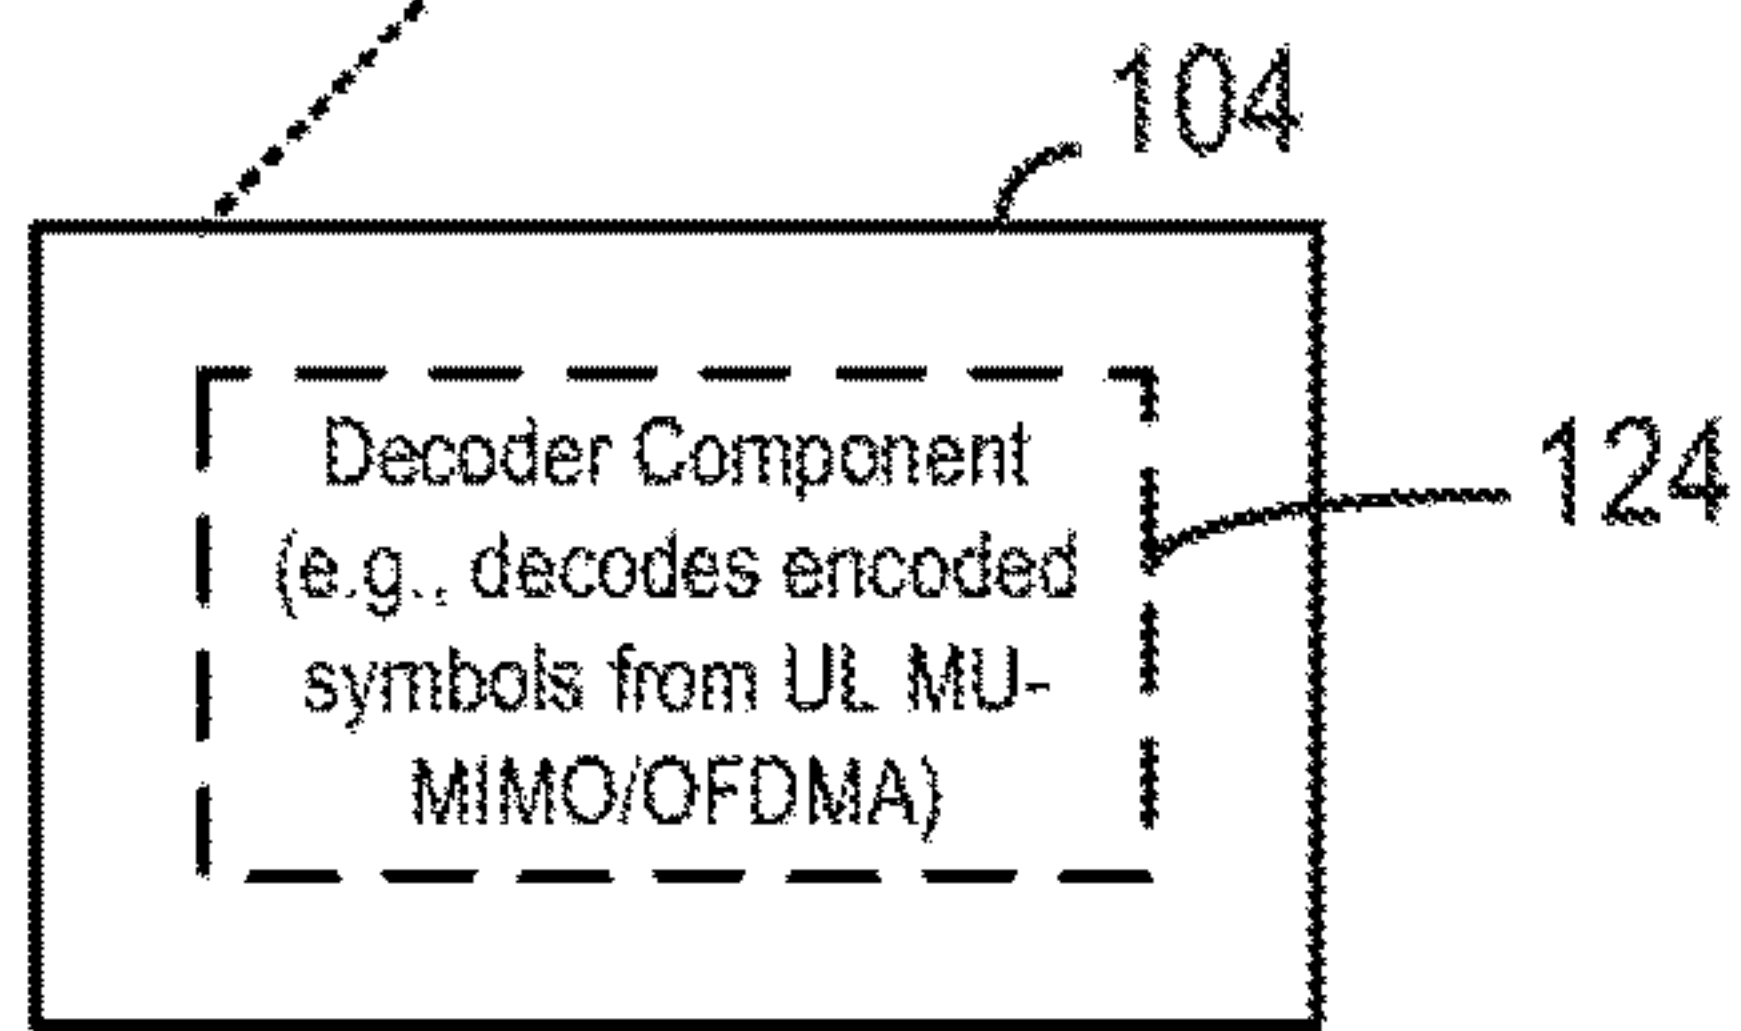 104
Decoder Component
(e.g., decodes encoded
symbols from UL MU-
MIMO/OFDMA)
124